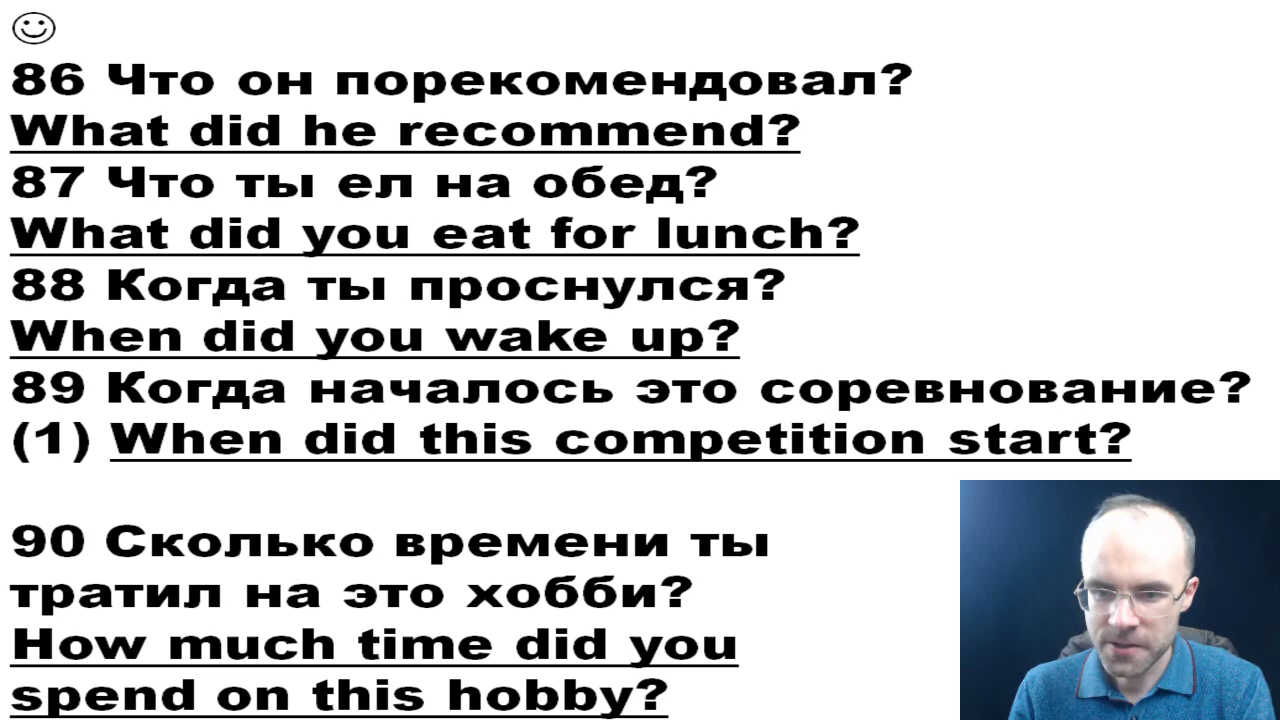 86 Что он порекомендовал?
What did he recommend?
87 Что ты ел на обед?
What did you eat for lunch?
88 Когда ты проснулся?
When did you wake up?
89 Когда началось это соревнование?
(1) When did this competition start?
90 Сколько времени ты
тратил на это хобби?
How much time did you
spend on this hobby?